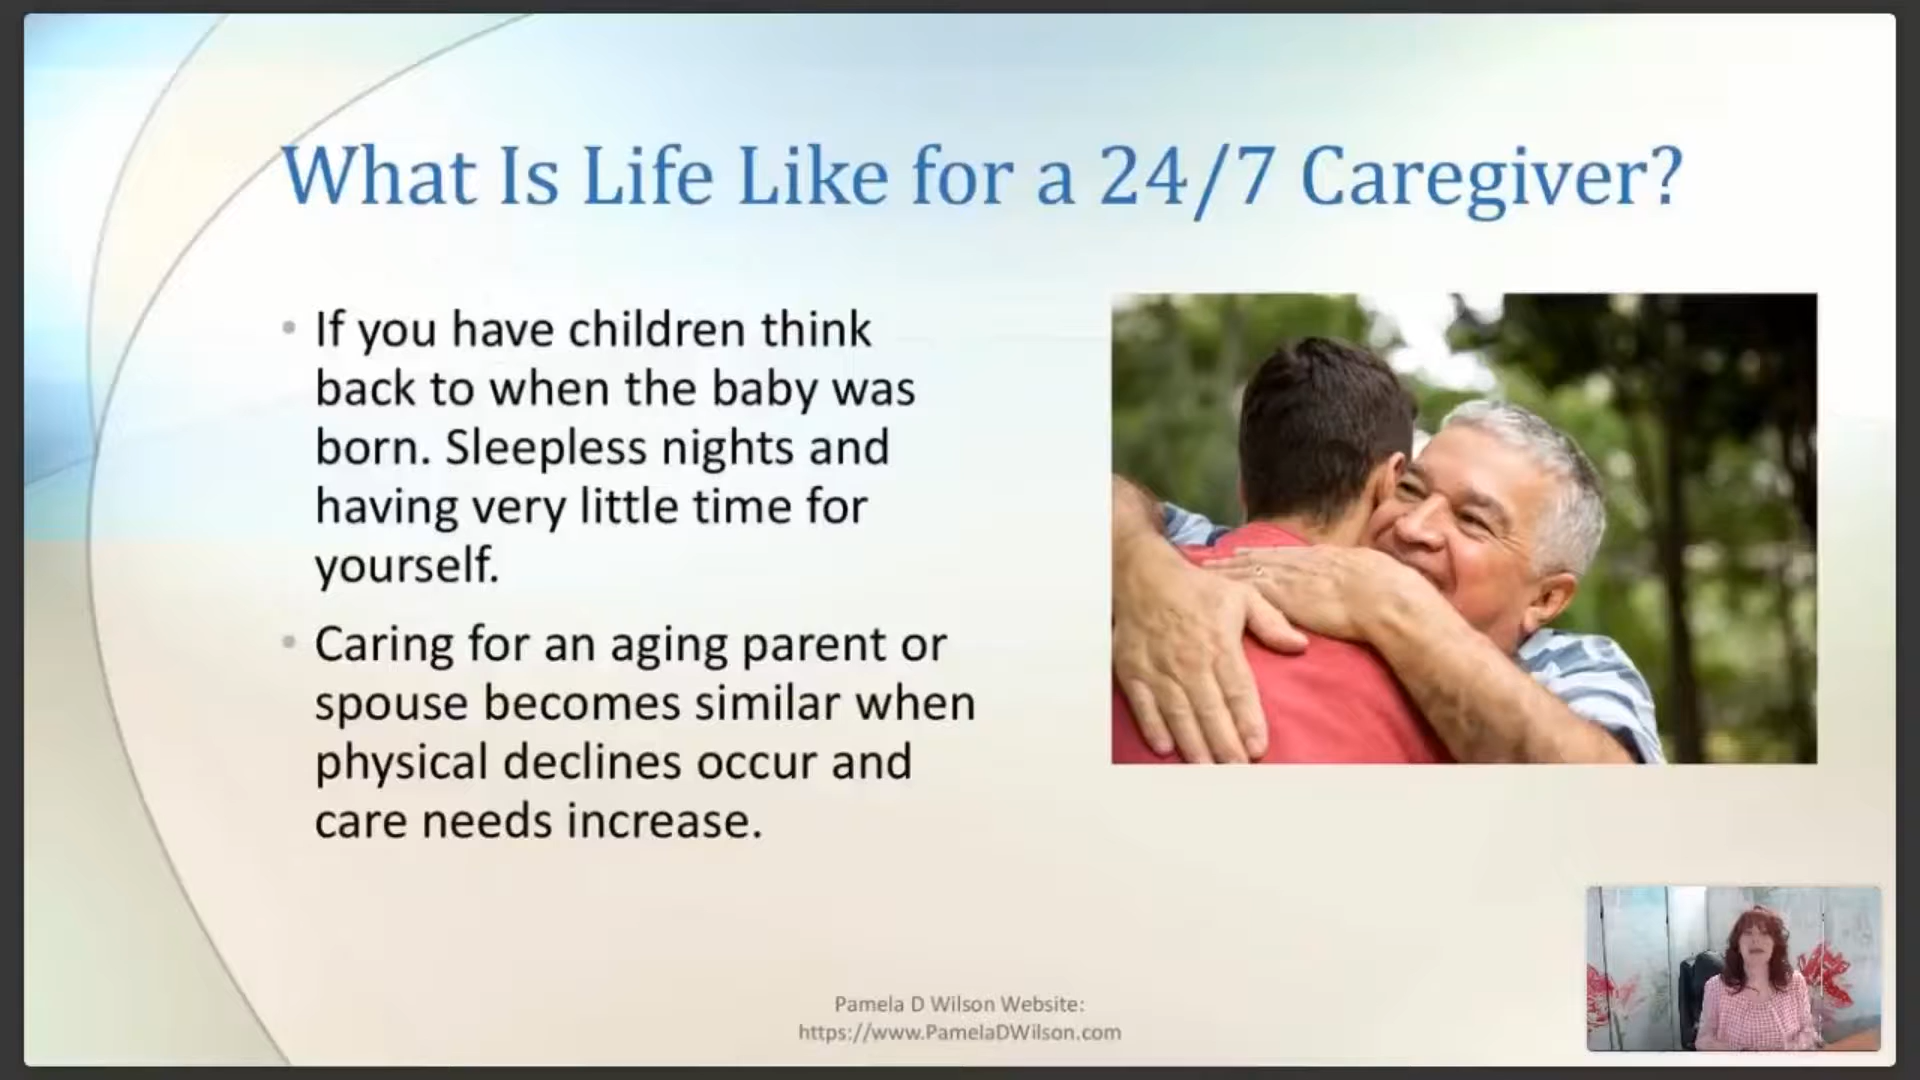 What Is Life Like for a 24/7 Caregiver?
If you have children think
back to when the baby was
born. Sleepless nights and
having very little time for
yourself.
Caring for an aging parent or
spouse becomes similar when
physical declines occur and
care needs increase.
Pamela D Wilson Website:
https://www.PamelaDWilson.com